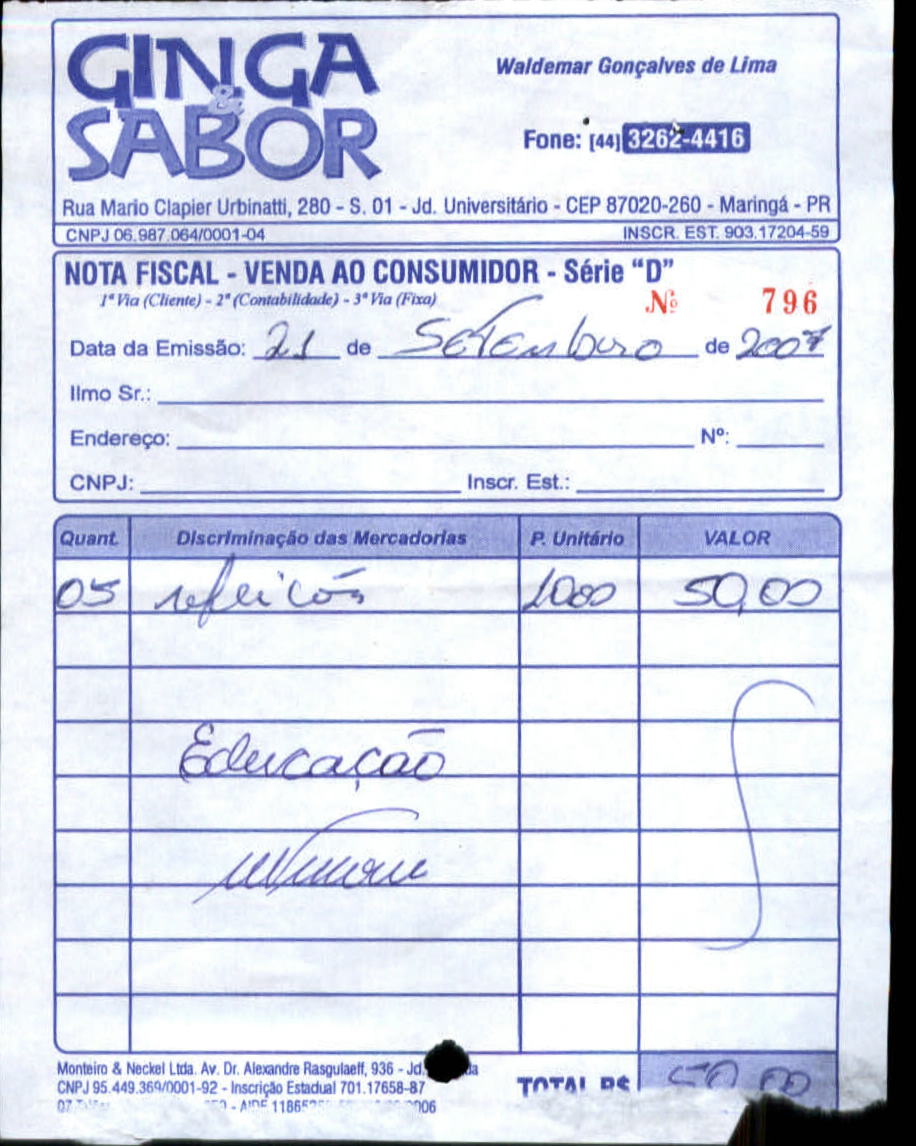 GINGA
&
SABOR
Waldemar Gonçalves de Lima
Fone: [44] 3262-4416
Rua Mario Clapier Urbinatti, 280 - S. 01 - Jd. Universitário - CEP 87020-260 - Maringá - PR
CNPJ 06.987.064/0001-04 INSCR. EST. 903.17204-59
NOTA FISCAL - VENDA AO CONSUMIDOR - Série "D"
1ª Via (Cliente) - 2ª (Contabilidade) - 3ª Via (Fixa)
Nº 796
Data da Emissão: 21 de Setembro de 2007
Ilmo Sr.:
Endereço: Nº:
CNPJ: Inscr. Est.:
Quant. Discriminação das Mercadorias P. Unitário VALOR
05 refeições 1000 50,00
Educação
Monteiro & Neckel Ltda. Av. Dr. Alexandre Rasgulaeff, 936 - Jd.
CNPJ 95.449.369/0001-92 - Inscrição Estadual 701.17658-87
TOTAL R$ 50,00